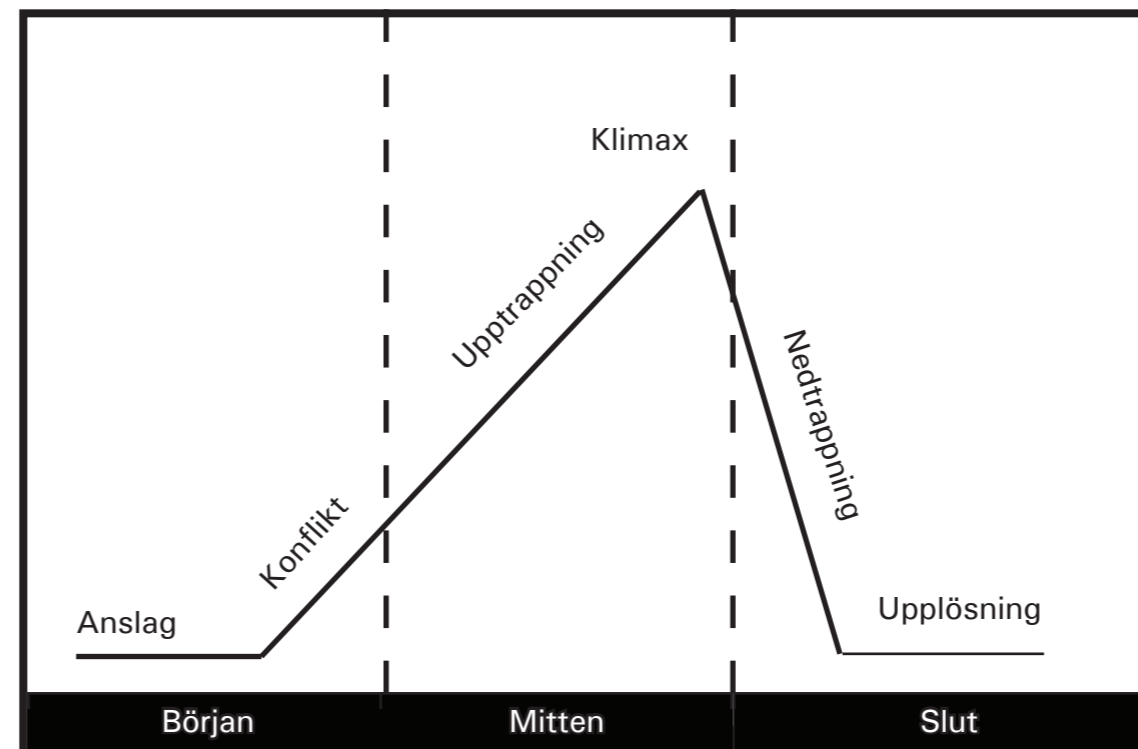 Klimax
Upptrappning
Nedtrappning
Konflikt
Anslag
Upplösning
Början
Mitten
Slut